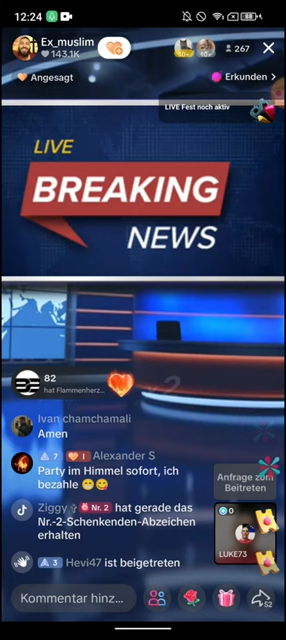 12:24
Ex_muslim
143.1K
267
Angesagt
Erkunden >
LIVE Fest noch aktiv
LIVE
BREAKING
NEWS
82
hat Flammenherz...
Ivan chamchamali
Amen
7 1 Alexander S
Party im Himmel sofort, ich
bezahle
Ziggy Nr. 2 hat gerade das
Nr.-2-Schenkenden-Abzeichen
erhalten
3 Hevi47 ist beigetreten
Anfrage zum
Beitreten
0
LUKE73
Kommentar hinz...
52